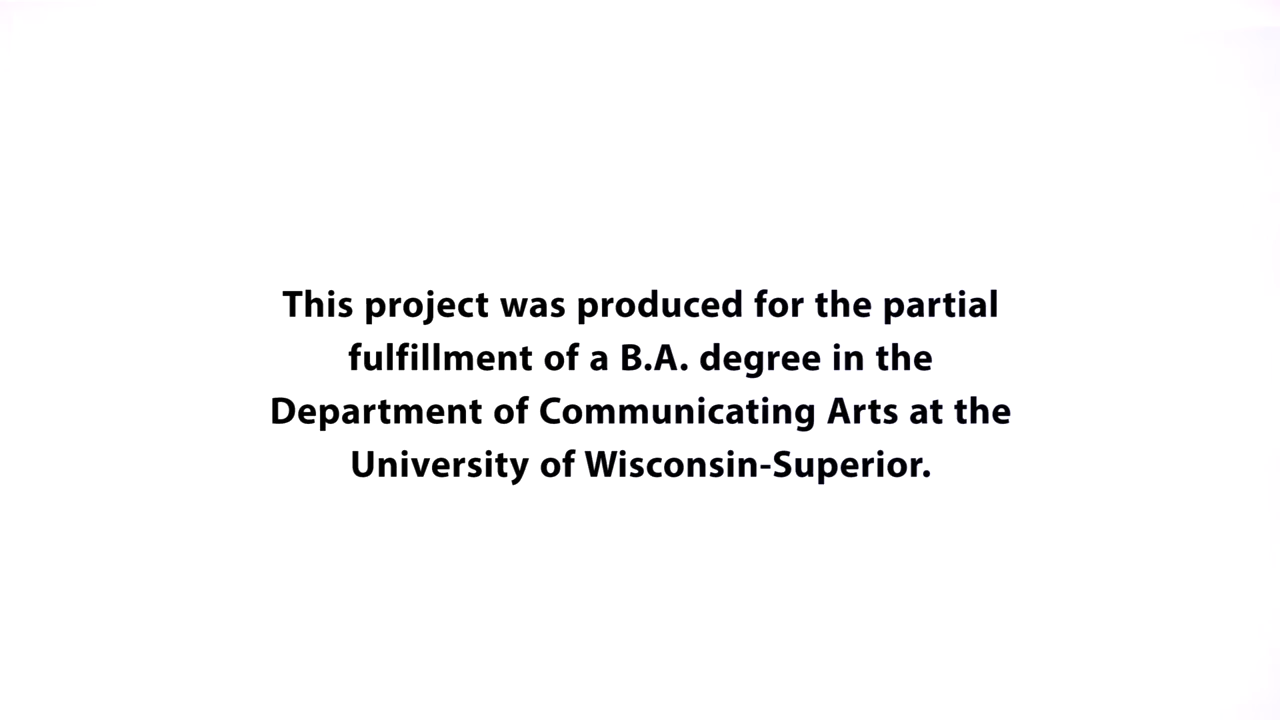 This project was produced for the partial
fulfillment of a B.A. degree in the
Department of Communicating Arts at the
University of Wisconsin-Superior.